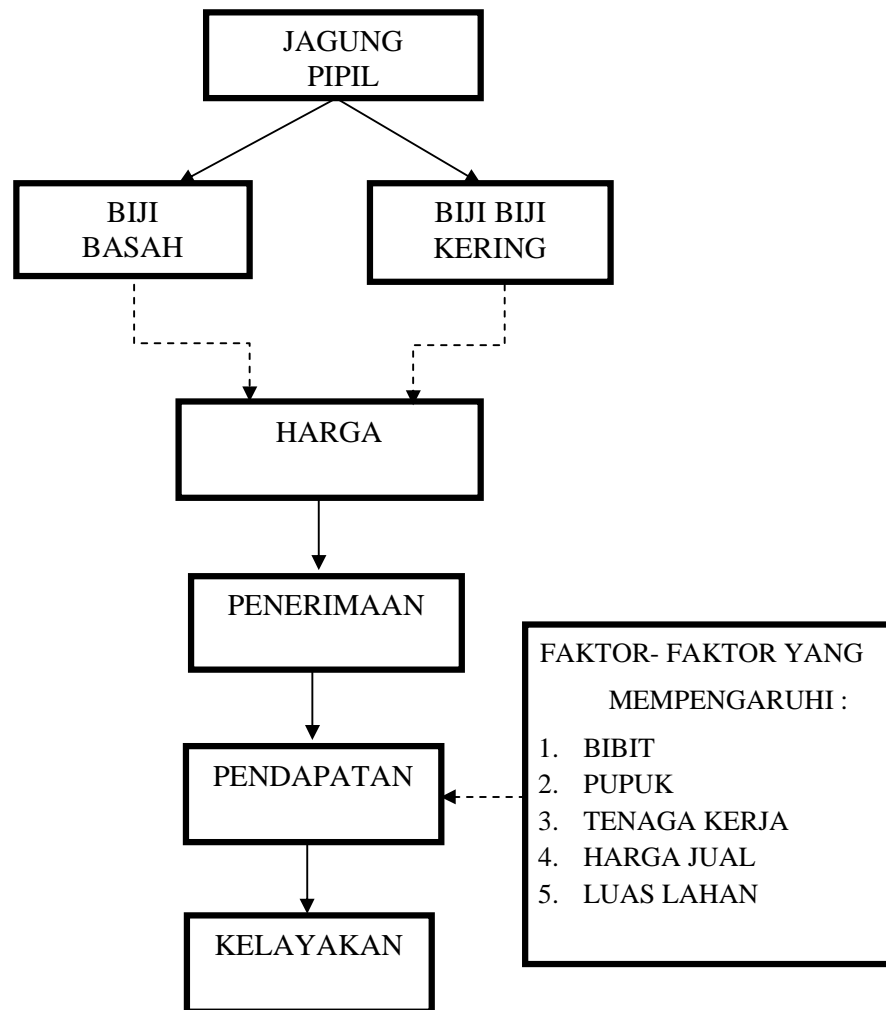 JAGUNG
PIPIL
BIJI
BASAH
BIJI BIJI
KERING
HARGA
PENERIMAAN
FAKTOR- FAKTOR YANG
MEMPENGARUHI :
1. BIBIT
2. PUPUK
3. TENAGA KERJA
4. HARGA JUAL
5. LUAS LAHAN
PENDAPATAN
KELAYAKAN